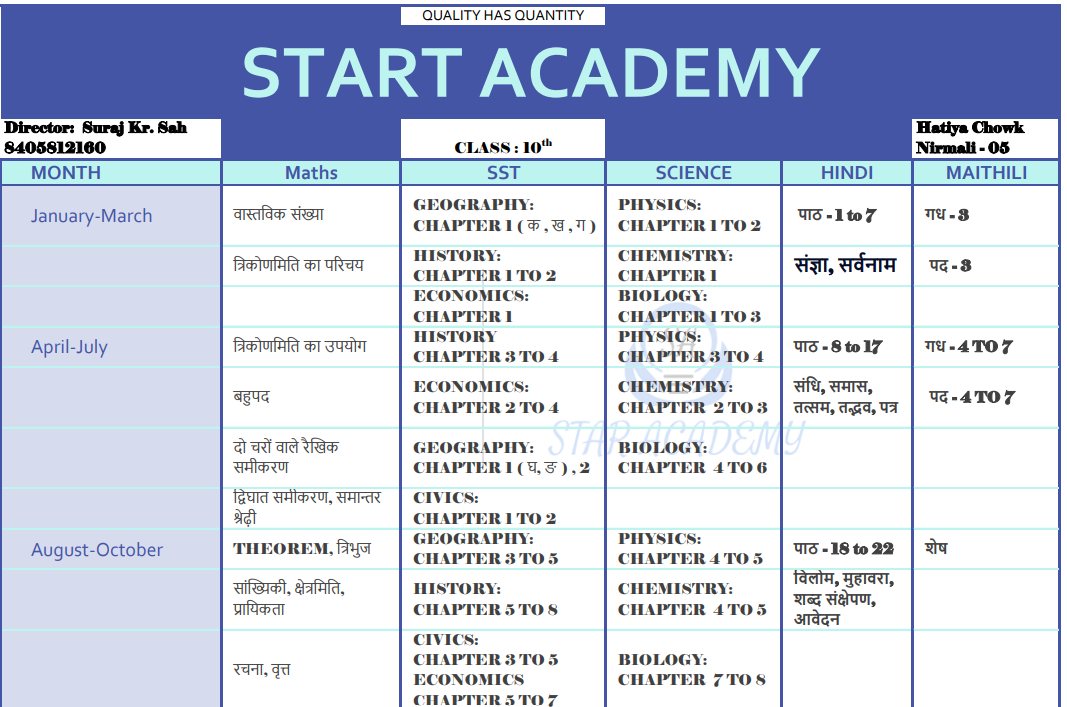 QUALITY HAS QUANTITY
START ACADEMY
Director: Suraj Kr. Sah
8405812160
CLASS : 10th
Hatiya Chowk
Nirmali - 05
MONTH Maths SST SCIENCE HINDI MAITHILI
January-March
वास्तविक संख्या
GEOGRAPHY:
CHAPTER 1 ( क , ख , ग )
PHYSICS:
CHAPTER 1 TO 2
पाठ - 1 to 7
गध - 3
त्रिकोणमिति का परिचय
HISTORY:
CHAPTER 1 TO 2
CHEMISTRY:
CHAPTER 1
संज्ञा, सर्वनाम
पद - 3
ECONOMICS:
CHAPTER 1
BIOLOGY:
CHAPTER 1 TO 3
April-July
त्रिकोणमिति का उपयोग
HISTORY
CHAPTER 3 TO 4
PHYSICS:
CHAPTER 3 TO 4
पाठ - 8 to 17
गध - 4 TO 7
बहुपद
ECONOMICS:
CHAPTER 2 TO 4
CHEMISTRY:
CHAPTER 2 TO 3
संधि, समास,
तत्सम, तद्भव, पत्र
पद - 4 TO 7
STAR ACADEMY
दो चरों वाले रैखिक
समीकरण
GEOGRAPHY:
CHAPTER 1 ( घ, ङ ) , 2
BIOLOGY:
CHAPTER 4 TO 6
द्विघात समीकरण, समान्तर
श्रेढ़ी
CIVICS:
CHAPTER 1 TO 2
August-October
THEOREM, त्रिभुज
GEOGRAPHY:
CHAPTER 3 TO 5
PHYSICS:
CHAPTER 4 TO 5
पाठ - 18 to 22
शेष
सांख्यिकी, क्षेत्रमिति,
प्रायिकता
HISTORY:
CHAPTER 5 TO 8
CHEMISTRY:
CHAPTER 4 TO 5
विलोम, मुहावरा,
शब्द संक्षेपण,
आवेदन
रचना, वृत्त
CIVICS:
CHAPTER 3 TO 5
ECONOMICS
CHAPTER 5 TO 7
BIOLOGY:
CHAPTER 7 TO 8